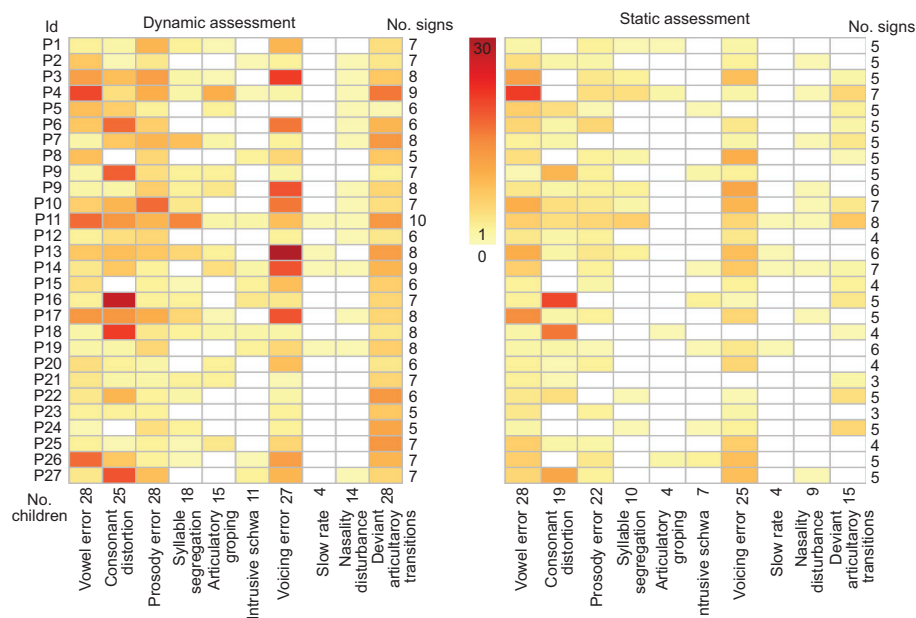 Id Dynamic assessment No. signs Static assessment No. signs
P1 7 30 5
P2 7 5
P3 8 5
P4 9 7
P5 6 5
P6 8 5
P7 8 5
P8 5 5
P9 7 5
P9 8 6
P10 7 7
P11 10 1 8
P12 6 0 4
P13 8 6
P14 9 7
P15 6 4
P16 7 5
P17 8 5
P18 8 4
P19 8 6
P20 6 4
P21 7 3
P22 6 5
P23 5 3
P24 5 5
P25 7 4
P26 7 5
P27 7 5
No.
children
Vowel error 28
Consonant 25
distortion
Prosody error 28
Syllable 18
segregation
Articulatory 15
groping
Intrusive schwa 11
Voicing error 27
Slow rate 4
Nasality 14
disturbance
Deviant 28
articultaroy
transitions
Vowel error 28
Consonant 19
distortion
Prosody error 22
Syllable 10
segregation
Articulatory 4
groping
ntrusive schwa 7
Voicing error 25
Slow rate 4
Nasality 9
disturbance
Deviant 15
articultaroy
transitions